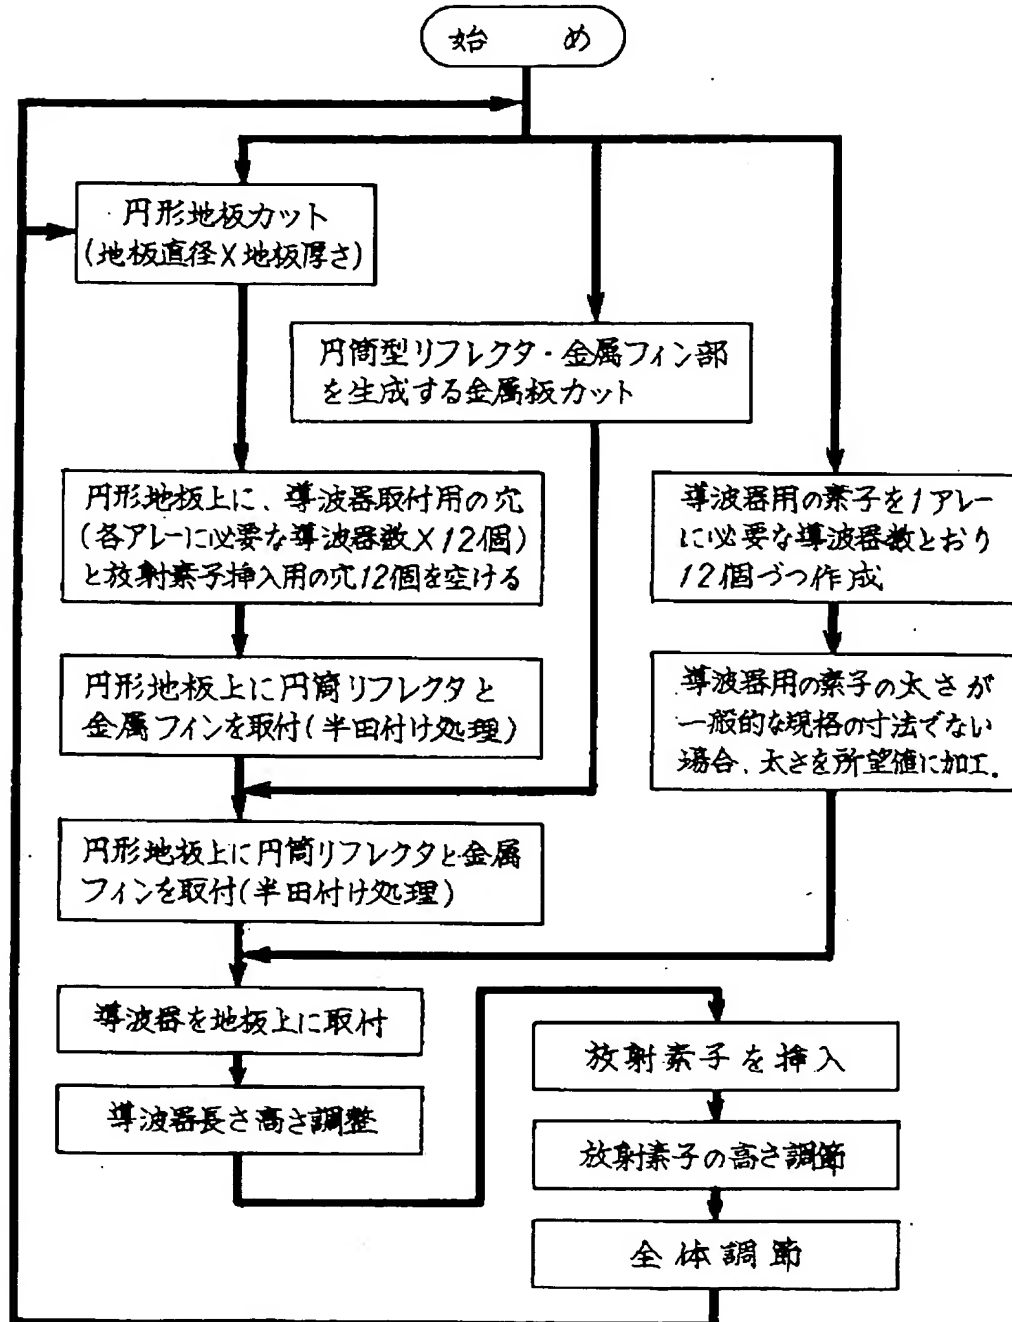 始 め
円形地板カット
(地板直径×地板厚さ)
円筒型リフレクタ・金属フィン部
を生成する金属板カット
円形地板上に、導波器取付用の穴
(各アレーに必要な導波器数×12個)
と放射素子挿入用の穴12個を空ける
導波器用の素子を1アレー
に必要な導波器数とおり
12個づつ作成
円形地板上に円筒リフレクタと
金属フィンを取付(半田付け処理)
導波器用の素子の太さが
一般的な規格の寸法でない
場合、太さを所望値に加工.
円形地板上に円筒リフレクタと金属
フィンを取付(半田付け処理)
導波器を地板上に取付
導波器長さ高さ調整
放射素子を挿入
放射素子の高さ調節
全体調節